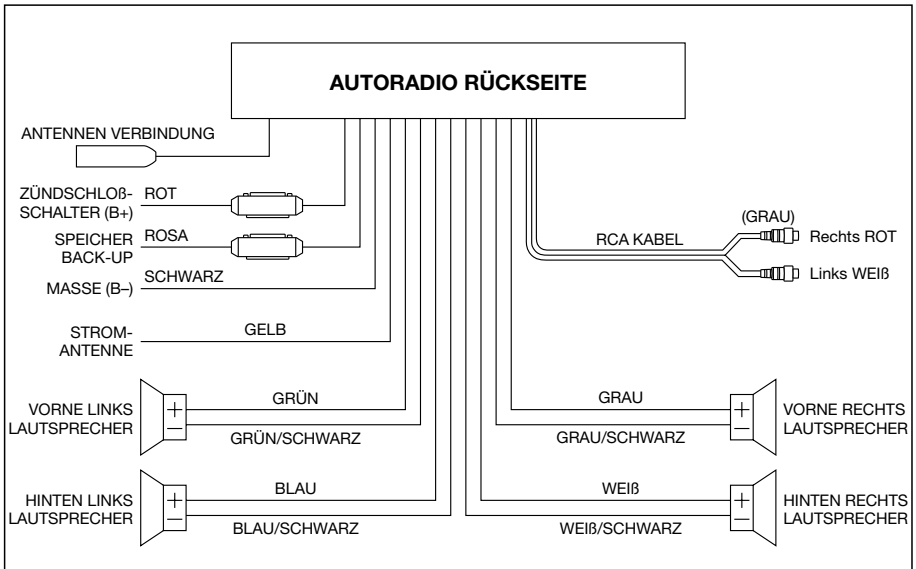 AUTORADIO RÜCKSEITE
ANTENNEN VERBINDUNG
ZÜNDSCHLOß-
SCHALTER (B+)
ROT
SPEICHER
BACK-UP
ROSA
MASSE (B–)
SCHWARZ
STROM-
ANTENNE
GELB
VORNE LINKS
LAUTSPRECHER
+
–
GRÜN
GRÜN/SCHWARZ
HINTEN LINKS
LAUTSPRECHER
+
–
BLAU
BLAU/SCHWARZ
RCA KABEL
(GRAU)
Rechts ROT
Links WEIß
GRAU
GRAU/SCHWARZ
+
–
VORNE RECHTS
LAUTSPRECHER
WEIß
WEIß/SCHWARZ
+
–
HINTEN RECHTS
LAUTSPRECHER